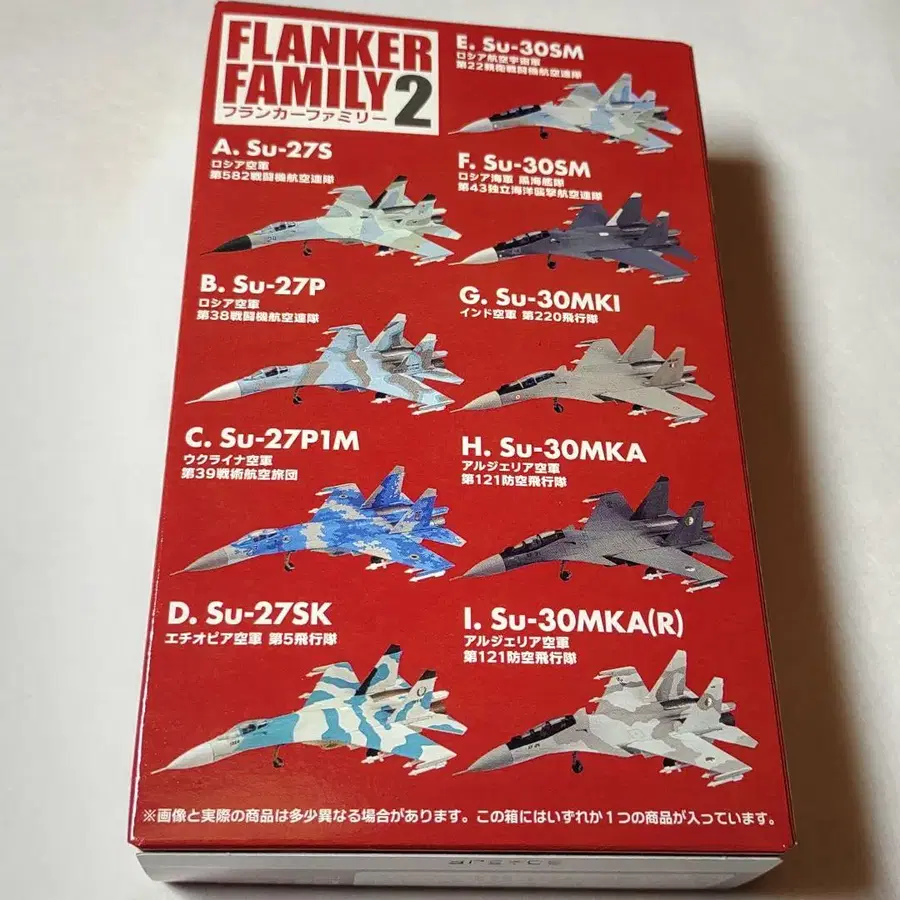 FLANKER
FAMILY 2
フランカーファミリー
A. Su-27S
ロシア空軍
第582戦闘機航空連隊
B. Su-27P
ロシア空軍
第38戦闘機航空連隊
C. Su-27P1M
ウクライナ空軍
第39戦術航空旅団
D. Su-27SK
エチオピア空軍 第5飛行隊
E. Su-30SM
ロシア航空宇宙軍
第22親衛戦闘機航空連隊
F. Su-30SM
ロシア海軍 黒海艦隊
第43独立海洋襲撃航空連隊
G. Su-30MKI
インド空軍 第220飛行隊
H. Su-30MKA
アルジェリア空軍
第121防空飛行隊
I. Su-30MKA(R)
アルジェリア空軍
第121防空飛行隊
※画像と実際の商品は多少異なる場合があります。この箱にはいずれか1つの商品が入っています。